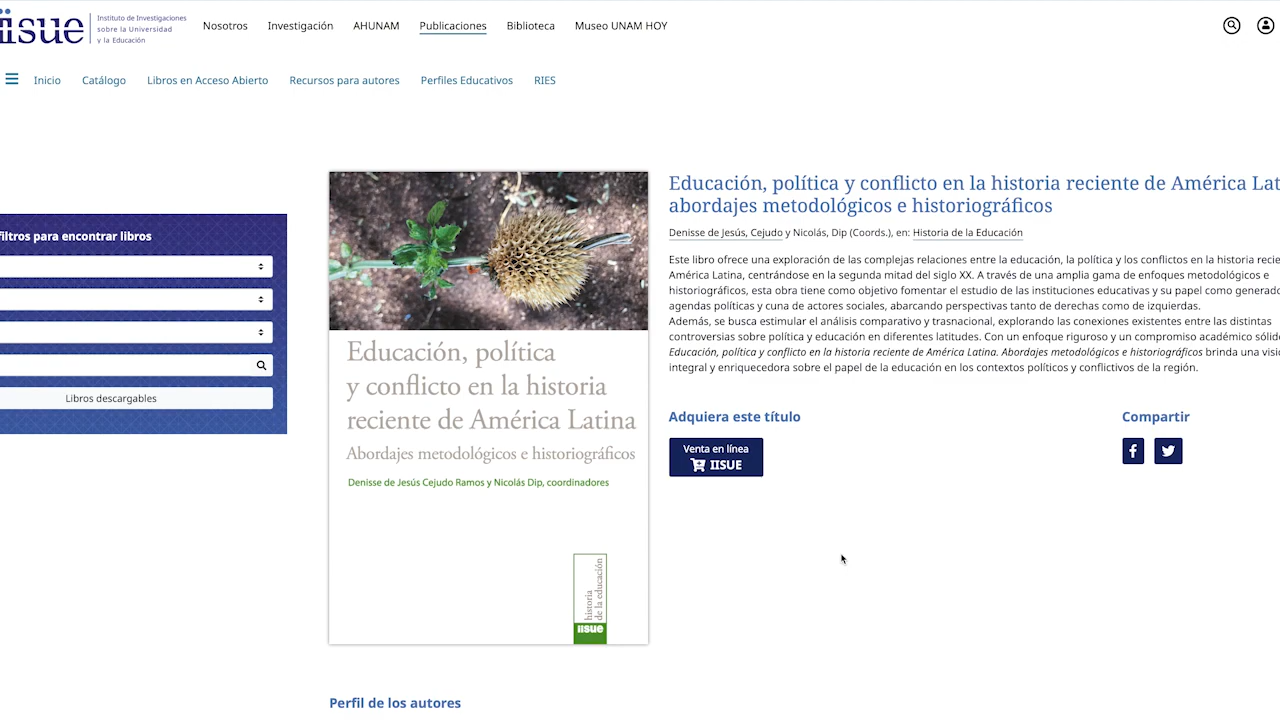 iisue
Instituto de Investigaciones
sobre la Universidad
y la Educación
Nosotros Investigación AHUNAM Publicaciones Biblioteca Museo UNAM HOY
Inicio Catálogo Libros en Acceso Abierto Recursos para autores Perfiles Educativos RIES
filtros para encontrar libros
Libros descargables
Educación, política
y conflicto en la historia
reciente de América Latina
Abordajes metodológicos e historiográficos
Denisse de Jesús Cejudo Ramos y Nicolás Dip, coordinadores
historia
de la educación
iisue
Educación, política y conflicto en la historia reciente de América Lat
abordajes metodológicos e historiográficos
Denisse de Jesús, Cejudo y Nicolás, Dip (Coords.), en: Historia de la Educación
Este libro ofrece una exploración de las complejas relaciones entre la educación, la política y los conflictos en la historia recie
América Latina, centrándose en la segunda mitad del siglo XX. A través de una amplia gama de enfoques metodológicos e
historiográficos, esta obra tiene como objetivo fomentar el estudio de las instituciones educativas y su papel como generado
agendas políticas y cuna de actores sociales, abarcando perspectivas tanto de derechas como de izquierdas.
Además, se busca estimular el análisis comparativo y trasnacional, explorando las conexiones existentes entre las distintas
controversias sobre política y educación en diferentes latitudes. Con un enfoque riguroso y un compromiso académico sólid
Educación, política y conflicto en la historia reciente de América Latina. Abordajes metodológicos e historiográficos brinda una visi
integral y enriquecedora sobre el papel de la educación en los contextos políticos y conflictivos de la región.
Adquiera este título
Compartir
Venta en línea
IISUE
Perfil de los autores